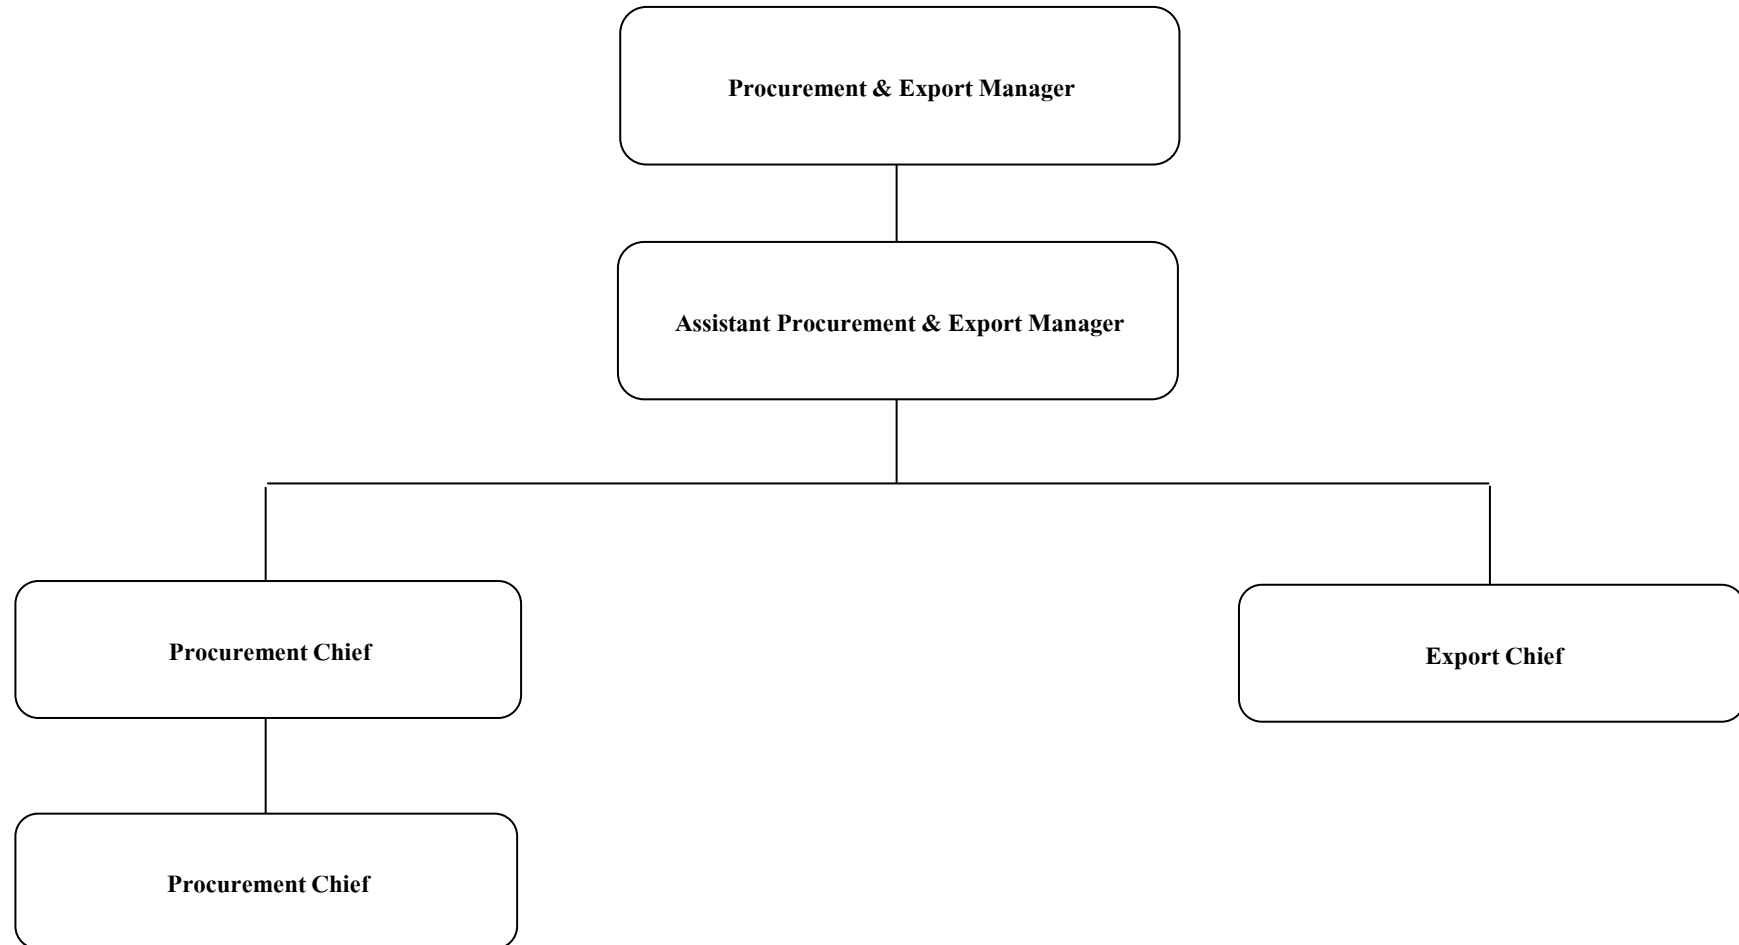 Procurement & Export Manager
Assistant Procurement & Export Manager
Procurement Chief
Export Chief
Procurement Chief